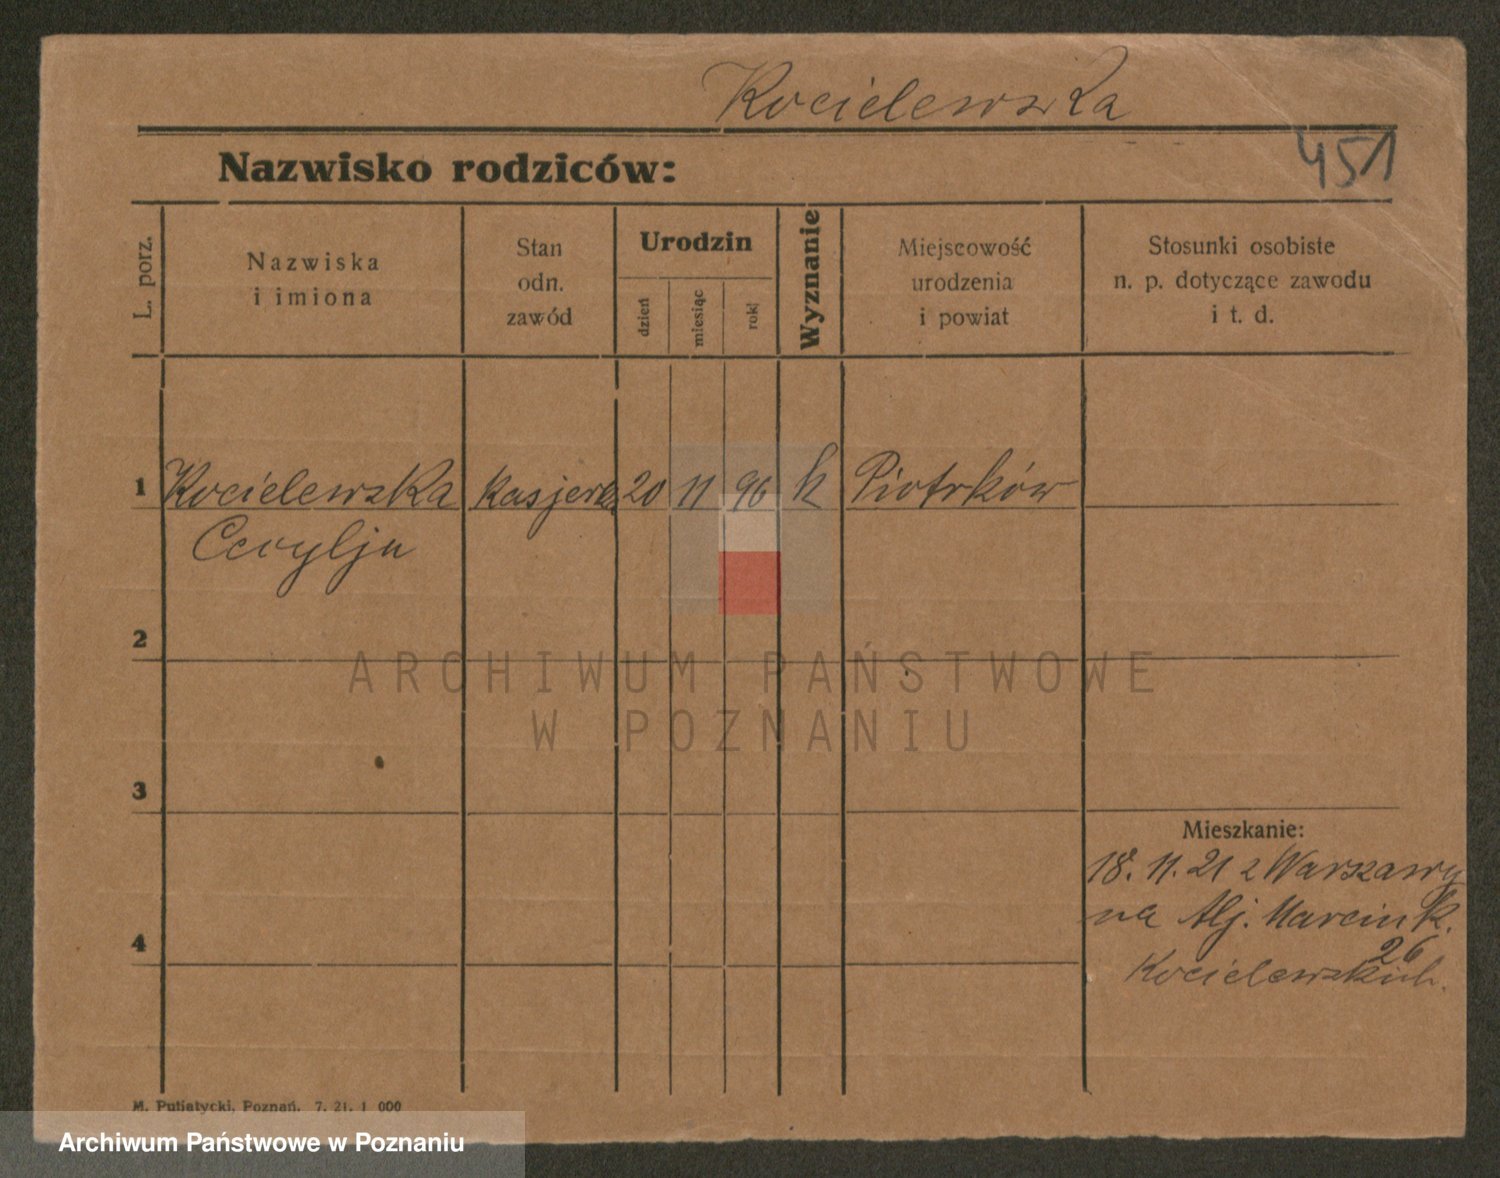 Kocielewska
451
Nazwisko rodziców:
L. porz.
Nazwiska
i imiona
Stan
odn.
zawód
Urodzin
dzień
miesiąc
rok
Wyznanie
Miejscowość
urodzenia
i powiat
Stosunki osobiste
n. p. dotyczące zawodu
i t. d.
1 Kocielewska kasjerka 20 11 96 k Piotrków
Cecylja
2
ARCHIWUM PAŃSTWOWE
W POZNANIU
3
Mieszkanie:
18. 11. 21 z Warszawy
na Alj. Marcink.
26
4
Kocielewskich.
M. Putiatycki, Poznań. 7. 21. 1 000
Archiwum Państwowe w Poznaniu